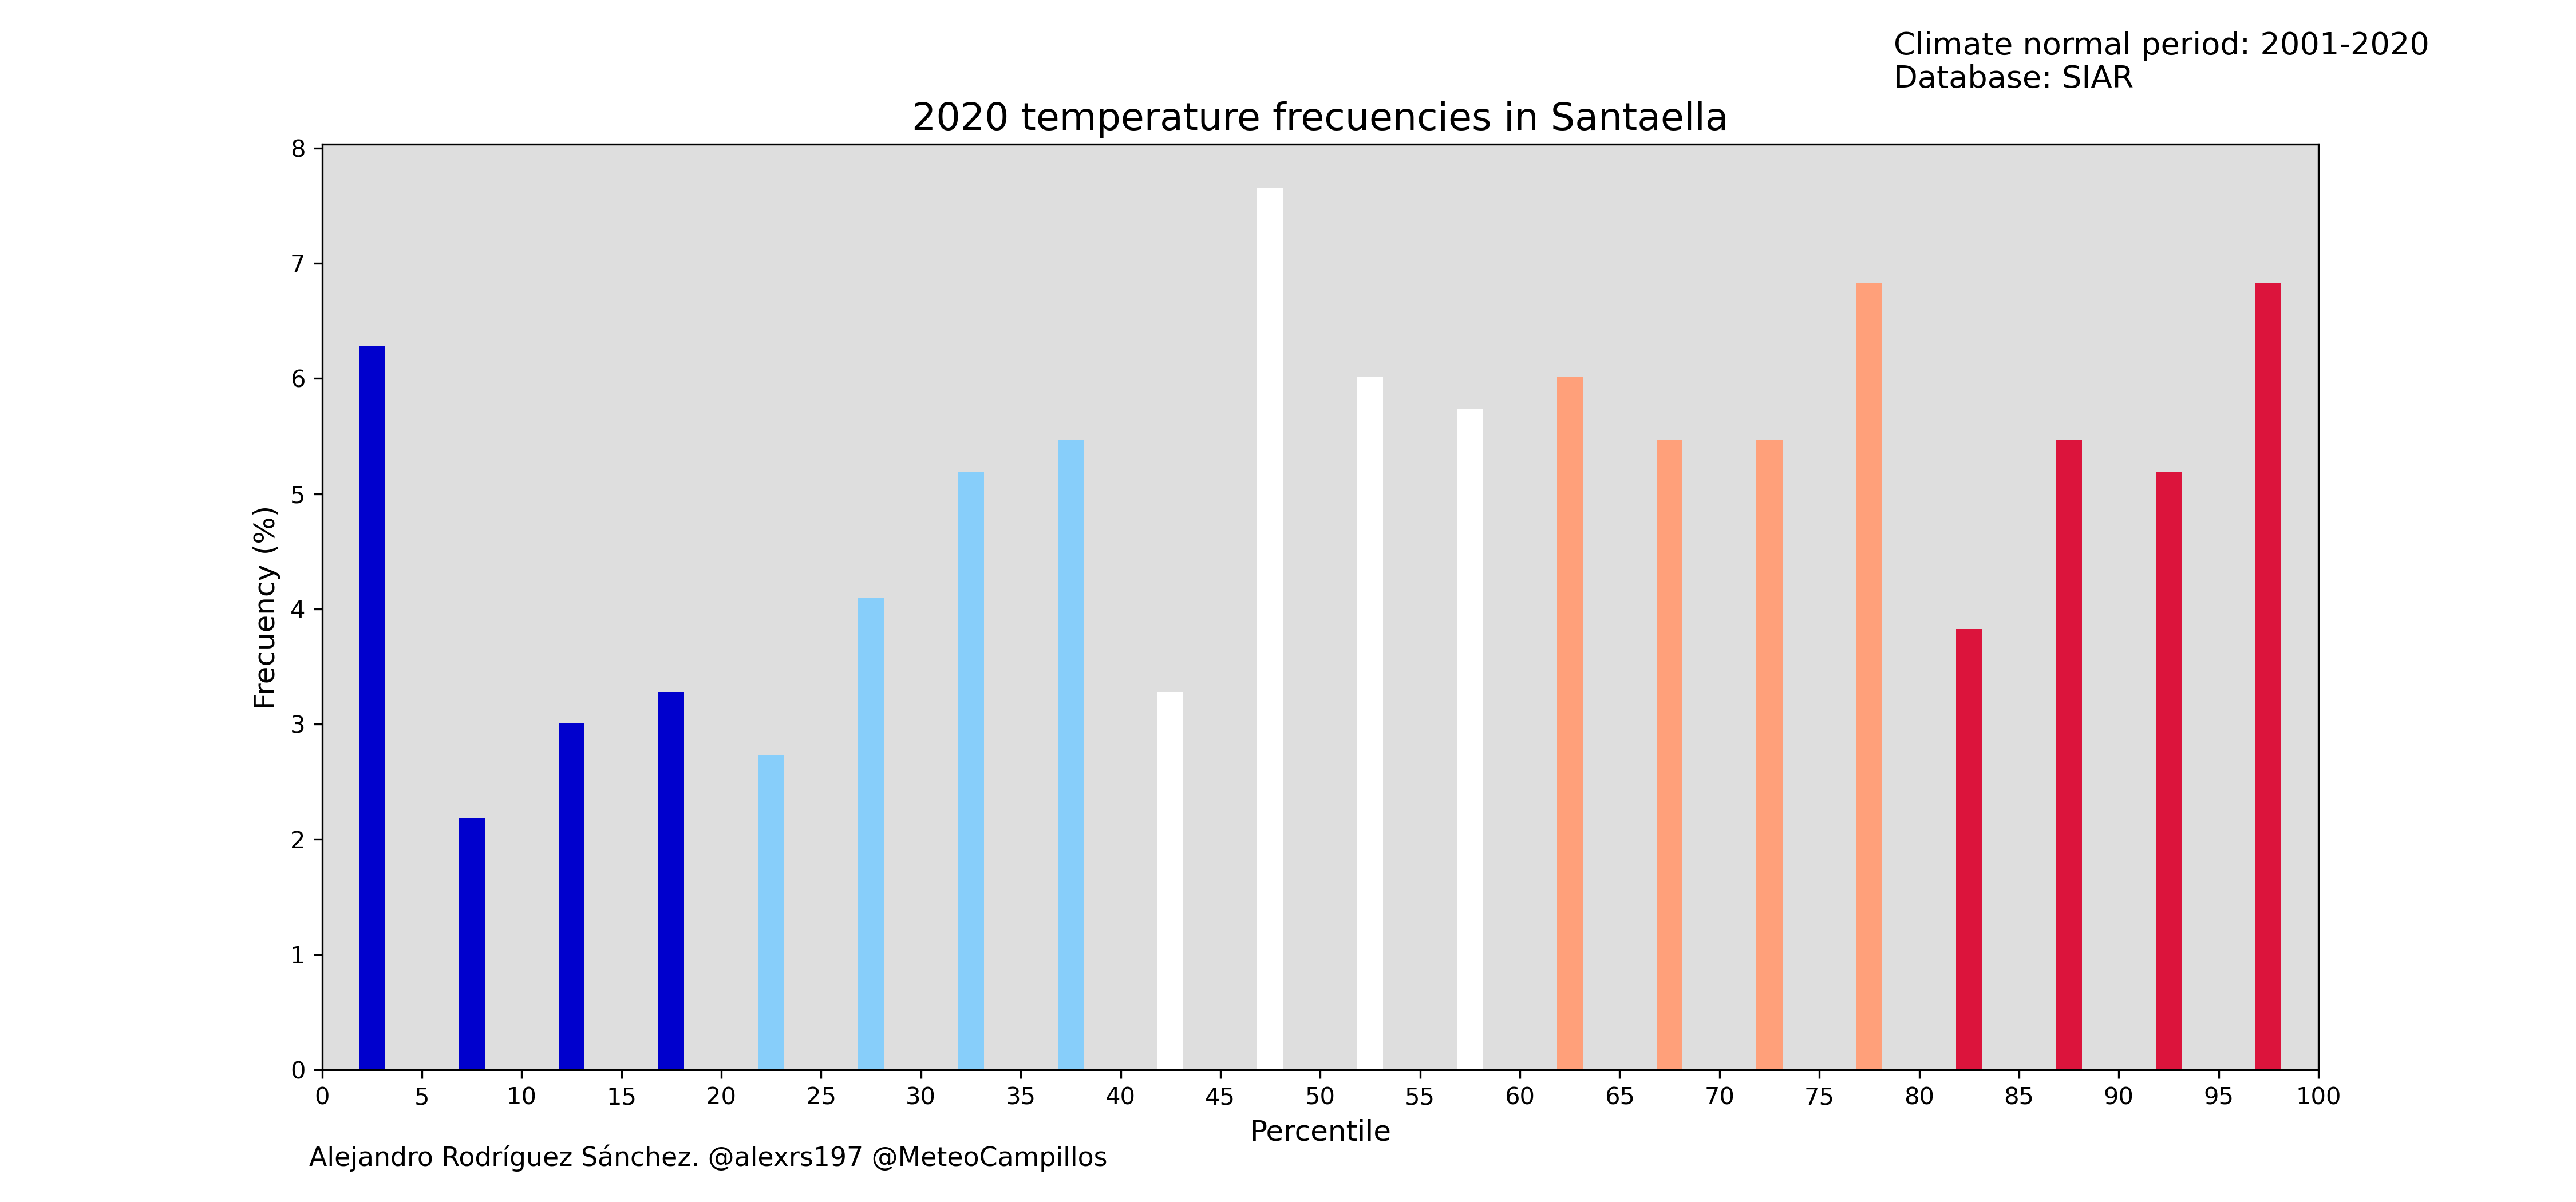 Climate normal period: 2001-2020
Database: SIAR
2020 temperature frecuencies in Santaella
8
7
6
5
4
3
2
1
0
Frecuency (%)
0 5 10 15 20 25 30 35 40 45 50 55 60 65 70 75 80 85 90 95 100
Percentile
Alejandro Rodríguez Sánchez. @alexrs197 @MeteoCampillos